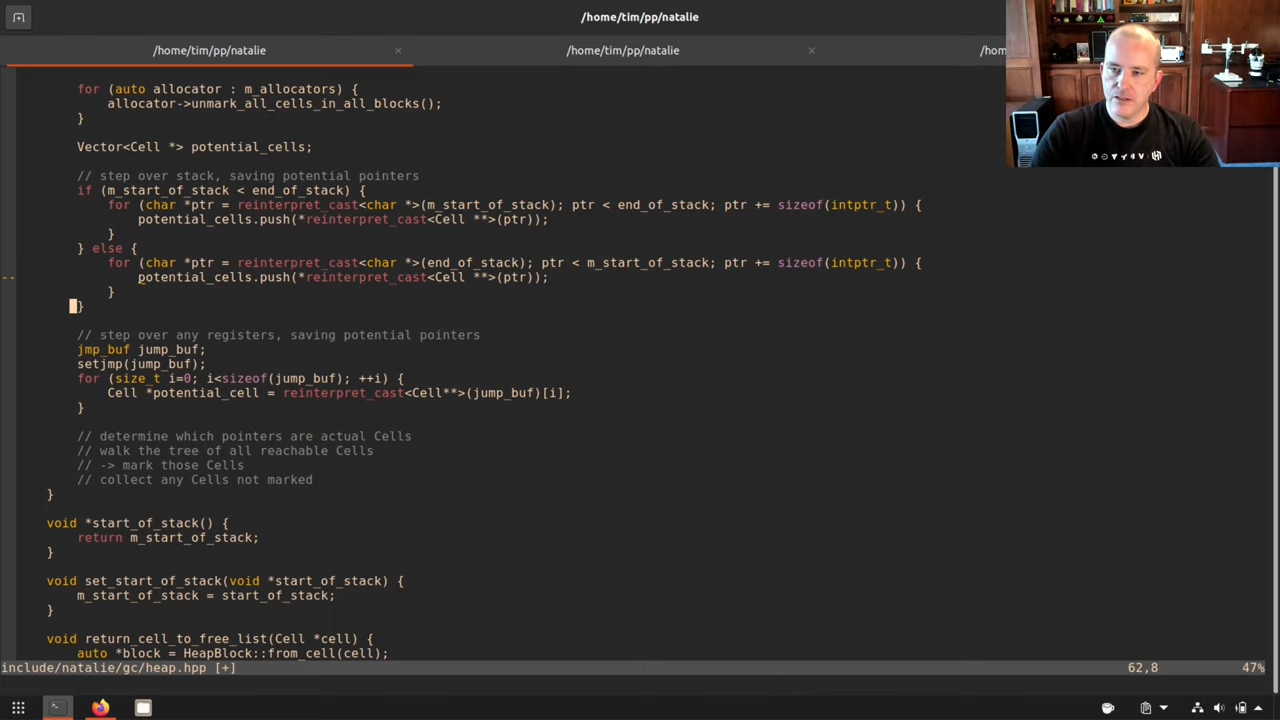 /home/tim/pp/natalie
/home/tim/pp/natalie ×
/home/tim/pp/natalie ×
/hom
for (auto allocator : m_allocators) {
allocator->unmark_all_cells_in_all_blocks();
}
Vector<Cell *> potential_cells;
// step over stack, saving potential pointers
if (m_start_of_stack < end_of_stack) {
for (char *ptr = reinterpret_cast<char *>(m_start_of_stack); ptr < end_of_stack; ptr += sizeof(intptr_t)) {
potential_cells.push(*reinterpret_cast<Cell **>(ptr));
}
} else {
for (char *ptr = reinterpret_cast<char *>(end_of_stack); ptr < m_start_of_stack; ptr += sizeof(intptr_t)) {
-- potential_cells.push(*reinterpret_cast<Cell **>(ptr));
}
}
// step over any registers, saving potential pointers
jmp_buf jump_buf;
setjmp(jump_buf);
for (size_t i=0; i<sizeof(jump_buf); ++i) {
Cell *potential_cell = reinterpret_cast<Cell**>(jump_buf)[i];
}
// determine which pointers are actual Cells
// walk the tree of all reachable Cells
// -> mark those Cells
// collect any Cells not marked
}
void *start_of_stack() {
return m_start_of_stack;
}
void set_start_of_stack(void *start_of_stack) {
m_start_of_stack = start_of_stack;
}
void return_cell_to_free_list(Cell *cell) {
auto *block = HeapBlock::from_cell(cell);
include/natalie/gc/heap.hpp [+] 62,8 47%